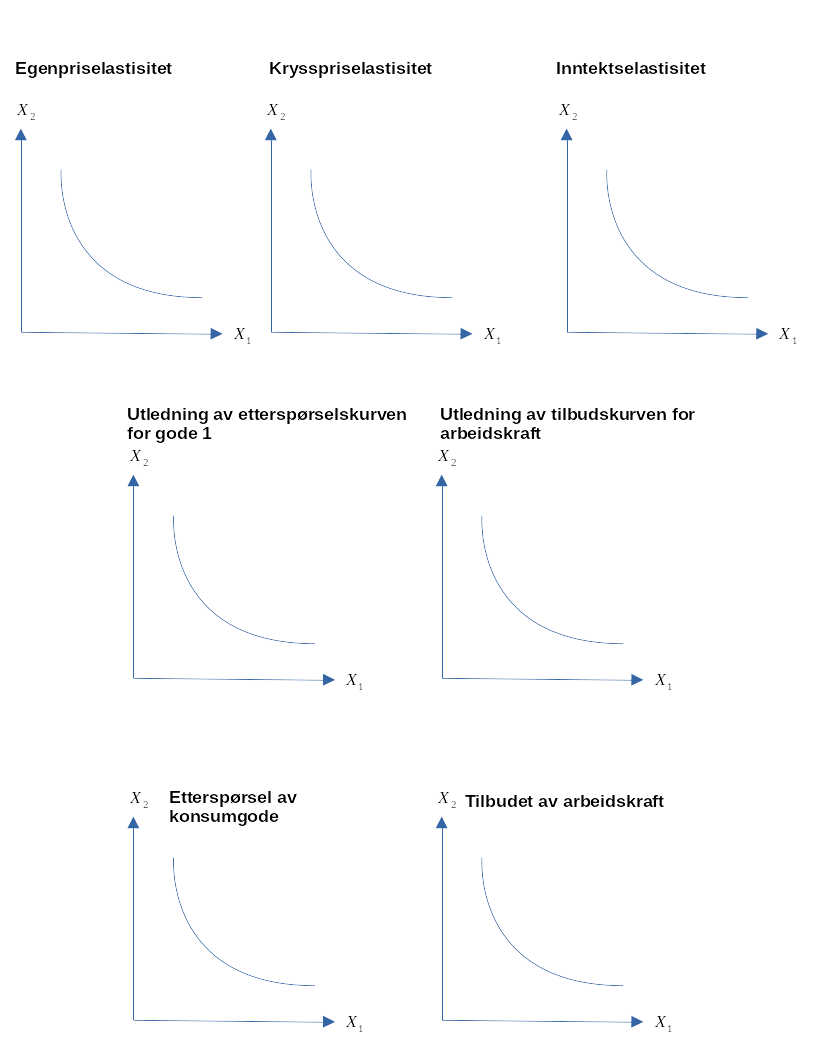 Egenpriselastisitet
Krysspriselastisitet
Inntektselastisitet
X2
X2
X2
X1
X1
X1
Utledning av etterspørselskurven
for gode 1
X2
Utledning av tilbudskurven for
arbeidskraft
X2
X1
X1
X2
Etterspørsel av
konsumgode
X2
Tilbudet av arbeidskraft
X1
X1